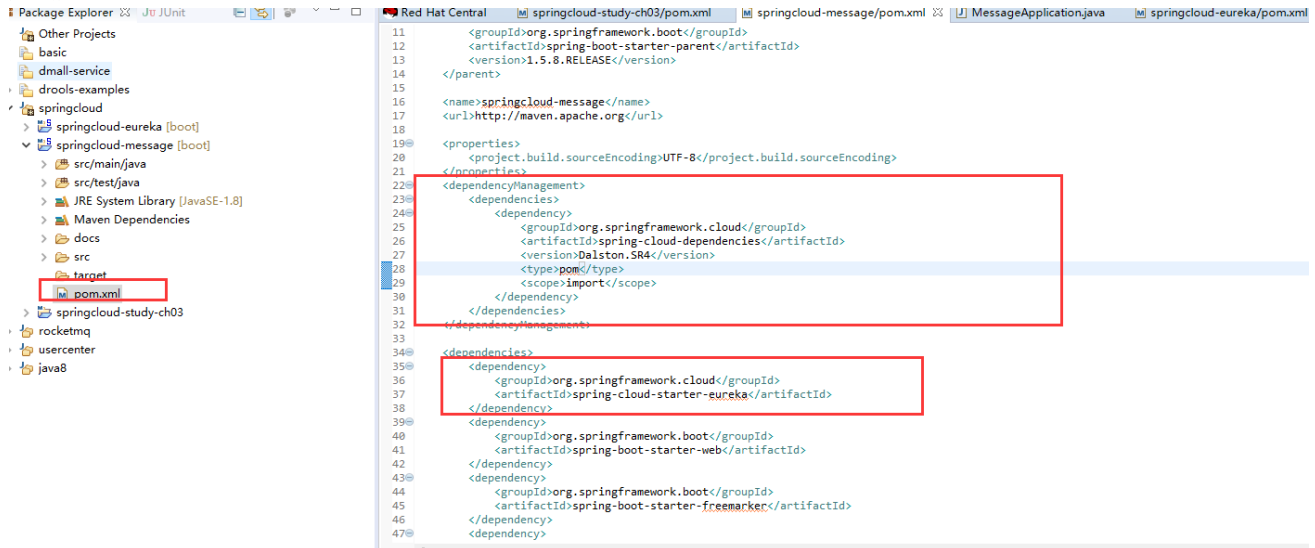 Package Explorer JUnit
Other Projects
basic
dmall-service
drools-examples
springcloud
springcloud-eureka [boot]
springcloud-message [boot]
src/main/java
src/test/java
JRE System Library [JavaSE-1.8]
Maven Dependencies
docs
src
target
pom.xml
springcloud-study-ch03
rocketmq
usercenter
java8
Red Hat Central springcloud-study-ch03/pom.xml springcloud-message/pom.xml MessageApplication.java springcloud-eureka/pom.xml
11 <groupId>org.springframework.boot</groupId>
12 <artifactId>spring-boot-starter-parent</artifactId>
13 <version>1.5.8.RELEASE</version>
14 </parent>
15
16 <name>springcloud-message</name>
17 <url>http://maven.apache.org</url>
18
19 <properties>
20 <project.build.sourceEncoding>UTF-8</project.build.sourceEncoding>
21 </properties>
22 <dependencyManagement>
23 <dependencies>
24 <dependency>
25 <groupId>org.springframework.cloud</groupId>
26 <artifactId>spring-cloud-dependencies</artifactId>
27 <version>Dalston.SR4</version>
28 <type>pom</type>
29 <scope>import</scope>
30 </dependency>
31 </dependencies>
32 </dependencyManagement>
33
34 <dependencies>
35 <dependency>
36 <groupId>org.springframework.cloud</groupId>
37 <artifactId>spring-cloud-starter-eureka</artifactId>
38 </dependency>
39 <dependency>
40 <groupId>org.springframework.boot</groupId>
41 <artifactId>spring-boot-starter-web</artifactId>
42 </dependency>
43 <dependency>
44 <groupId>org.springframework.boot</groupId>
45 <artifactId>spring-boot-starter-freemarker</artifactId>
46 </dependency>
47 <dependency>